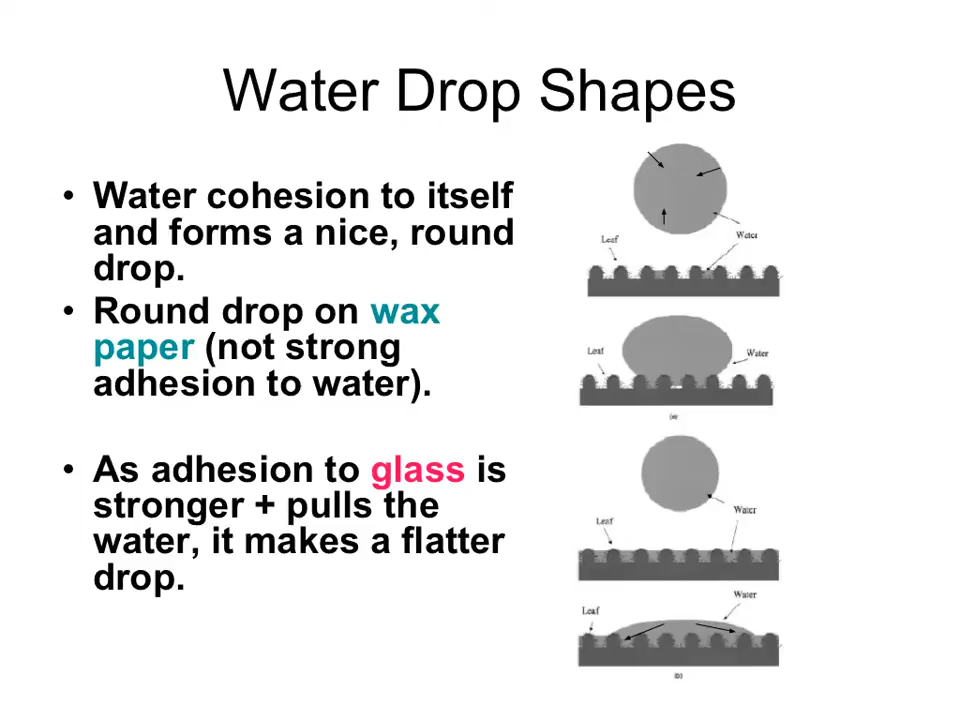 Water Drop Shapes
• Water cohesion to itself
and forms a nice, round
drop.
• Round drop on wax
paper (not strong
adhesion to water).
• As adhesion to glass is
stronger + pulls the
water, it makes a flatter
drop.
Water
Leaf
Leaf
Water
(a)
Water
Leaf
Water
Leaf
(b)